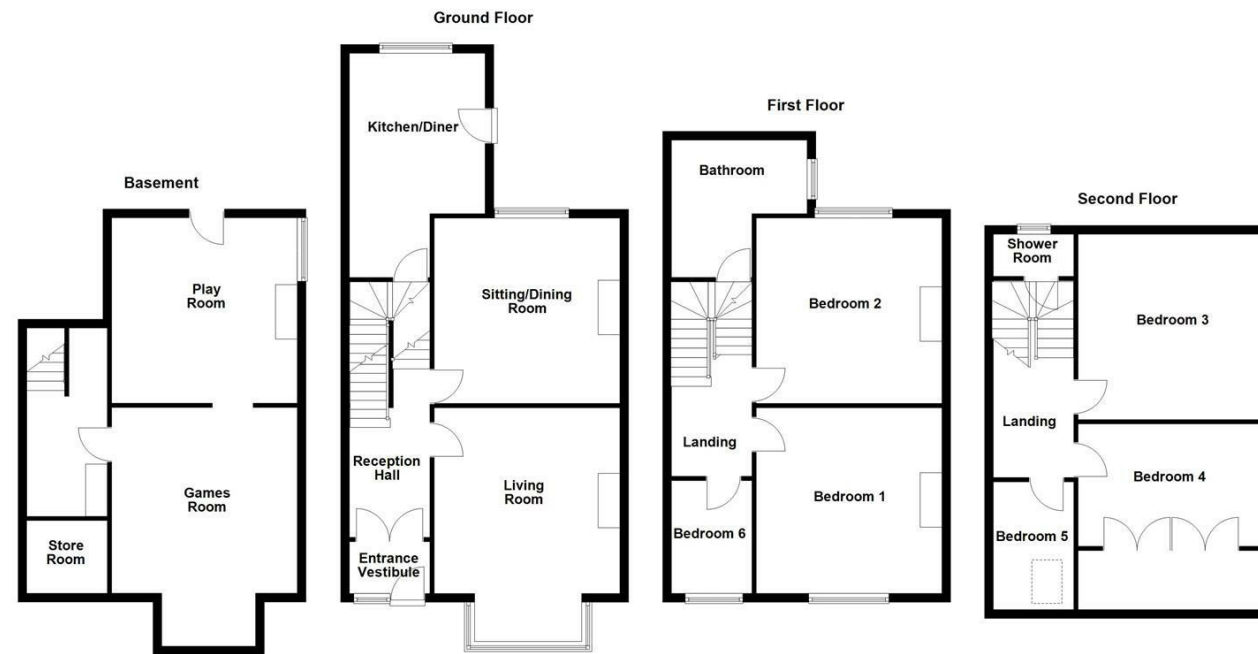 Basement
Play
Room
Games
Room
Store
Room
Ground Floor
Kitchen/Diner
Sitting/Dining
Room
Reception
Hall
Living
Room
Entrance
Vestibule
First Floor
Bathroom
Bedroom 2
Landing
Bedroom 1
Bedroom 6
Second Floor
Shower
Room
Bedroom 3
Landing
Bedroom 4
Bedroom 5